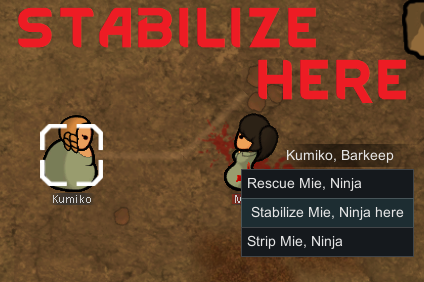 STABILIZE
HERE
Kumiko, Barkeep
Rescue Mie, Ninja
Kumiko
Stabilize Mie, Ninja here
Strip Mie, Ninja